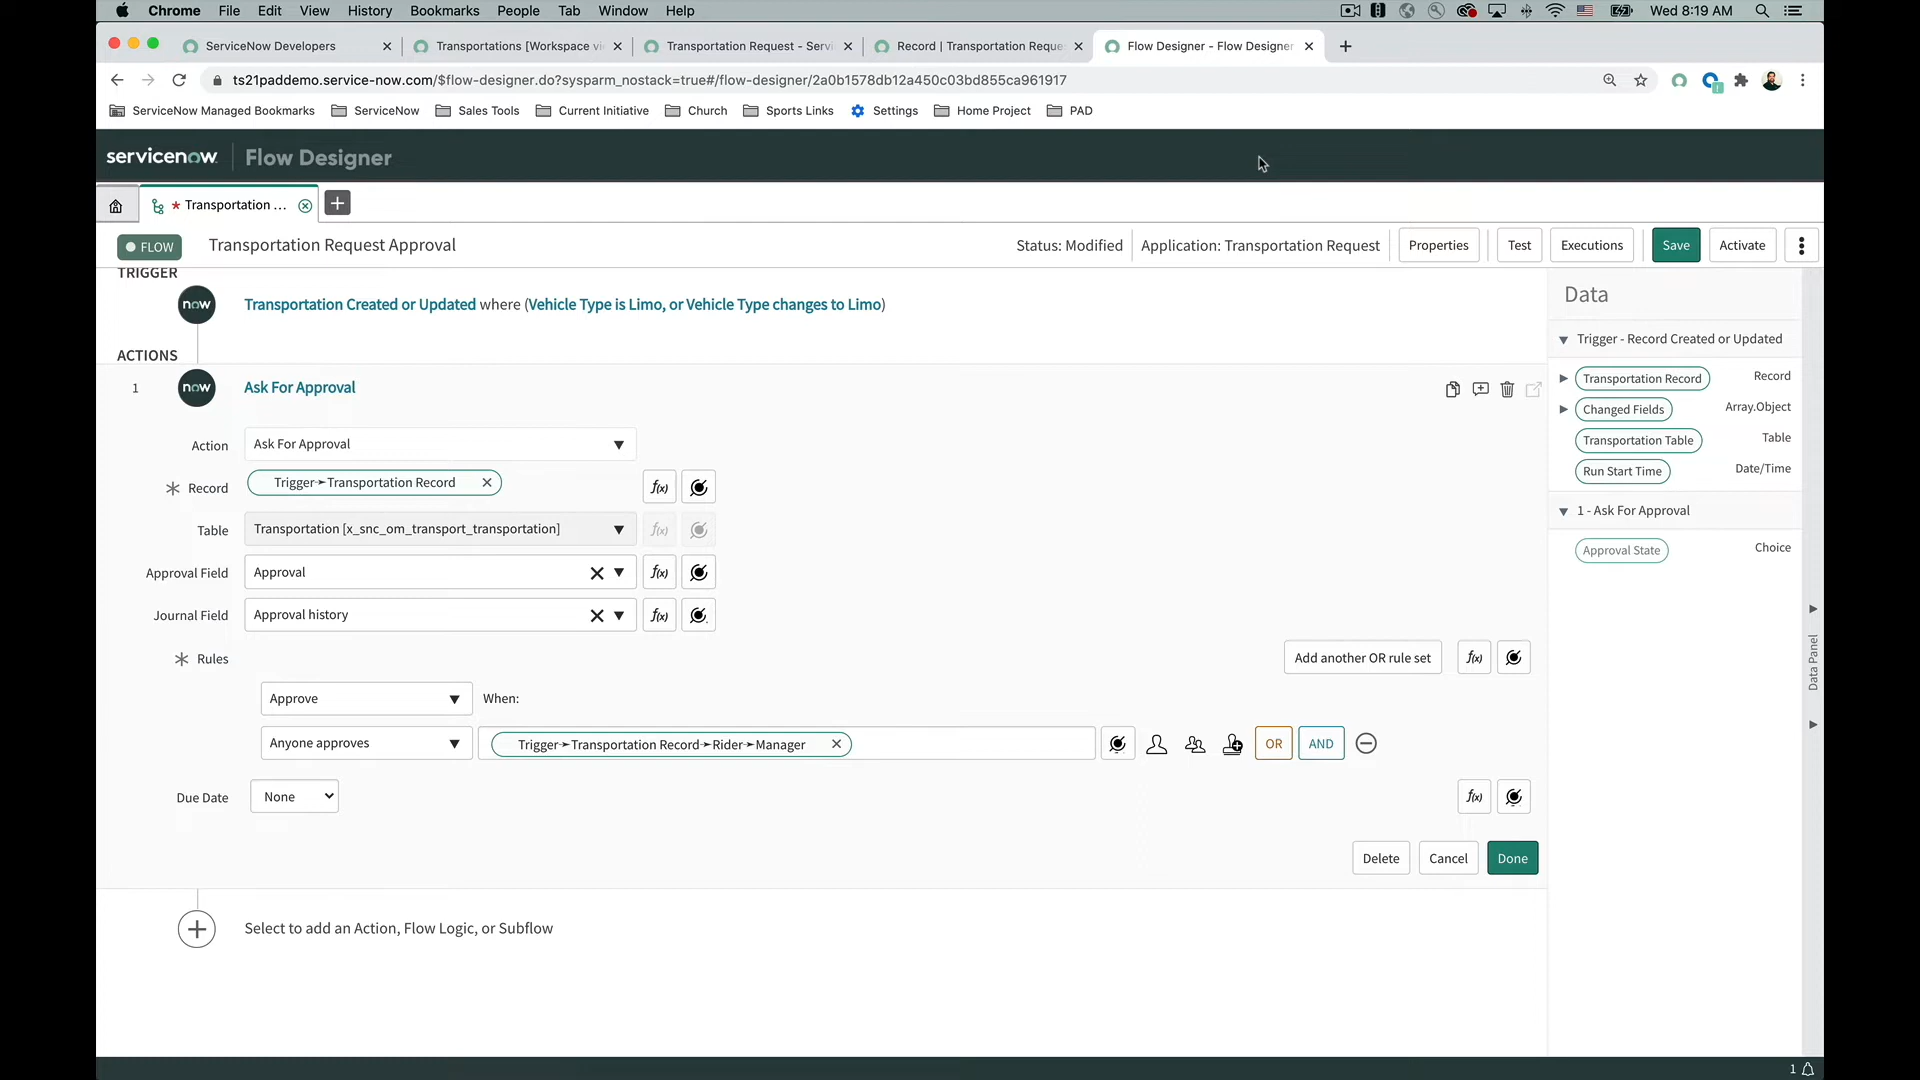 Chrome File Edit View History Bookmarks People Tab Window Help Wed 8:19 AM
ServiceNow Developers Transportations [Workspace vi Transportation Request - Servi Record | Transportation Reque Flow Designer - Flow Designer
ts21paddemo.service-now.com/$flow-designer.do?sysparm_nostack=true#/flow-designer/2a0b1578db12a450c03bd855ca961917
ServiceNow Managed Bookmarks ServiceNow Sales Tools Current Initiative Church Sports Links Settings Home Project PAD
servicenow Flow Designer
* Transportation ...
FLOW Transportation Request Approval Status: Modified Application: Transportation Request Properties Test Executions Save Activate
TRIGGER
now Transportation Created or Updated where (Vehicle Type is Limo, or Vehicle Type changes to Limo)
ACTIONS
1 now Ask For Approval
Action Ask For Approval
Record Trigger➛Transportation Record f(x)
Table Transportation [x_snc_om_transport_transportation] f(x)
Approval Field Approval f(x)
Journal Field Approval history f(x)
Rules Add another OR rule set f(x)
Approve When:
Anyone approves Trigger➛Transportation Record➛Rider➛Manager OR AND
Due Date None f(x)
Delete Cancel Done
Select to add an Action, Flow Logic, or Subflow
Data
Trigger - Record Created or Updated
Transportation Record Record
Changed Fields Array.Object
Transportation Table Table
Run Start Time Date/Time
1 - Ask For Approval
Approval State Choice
Data Panel
1